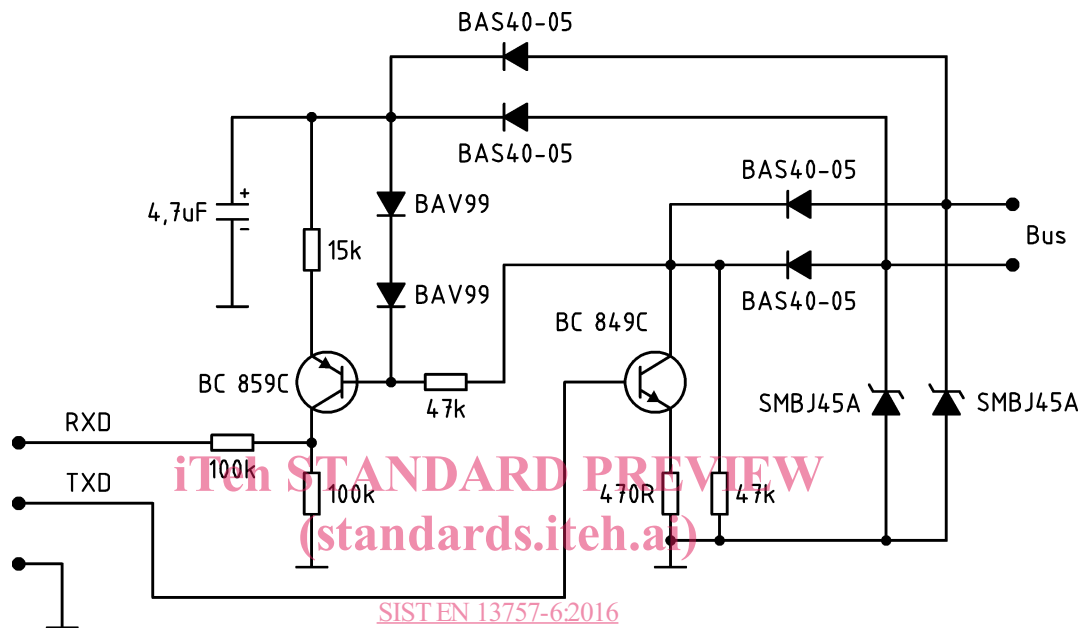 BAS40-05
BAS40-05
BAS40-05
4,7uF
+
-
BAV99
Bus
15k
BAV99
BAS40-05
BC 849C
BC 859C
47k
SMBJ45A
SMBJ45A
RXD
100k
TXD
100k
470R
47k
iTeh STANDARD PREVIEW
(standards.iteh.ai)
SIST EN 13757-6:2016